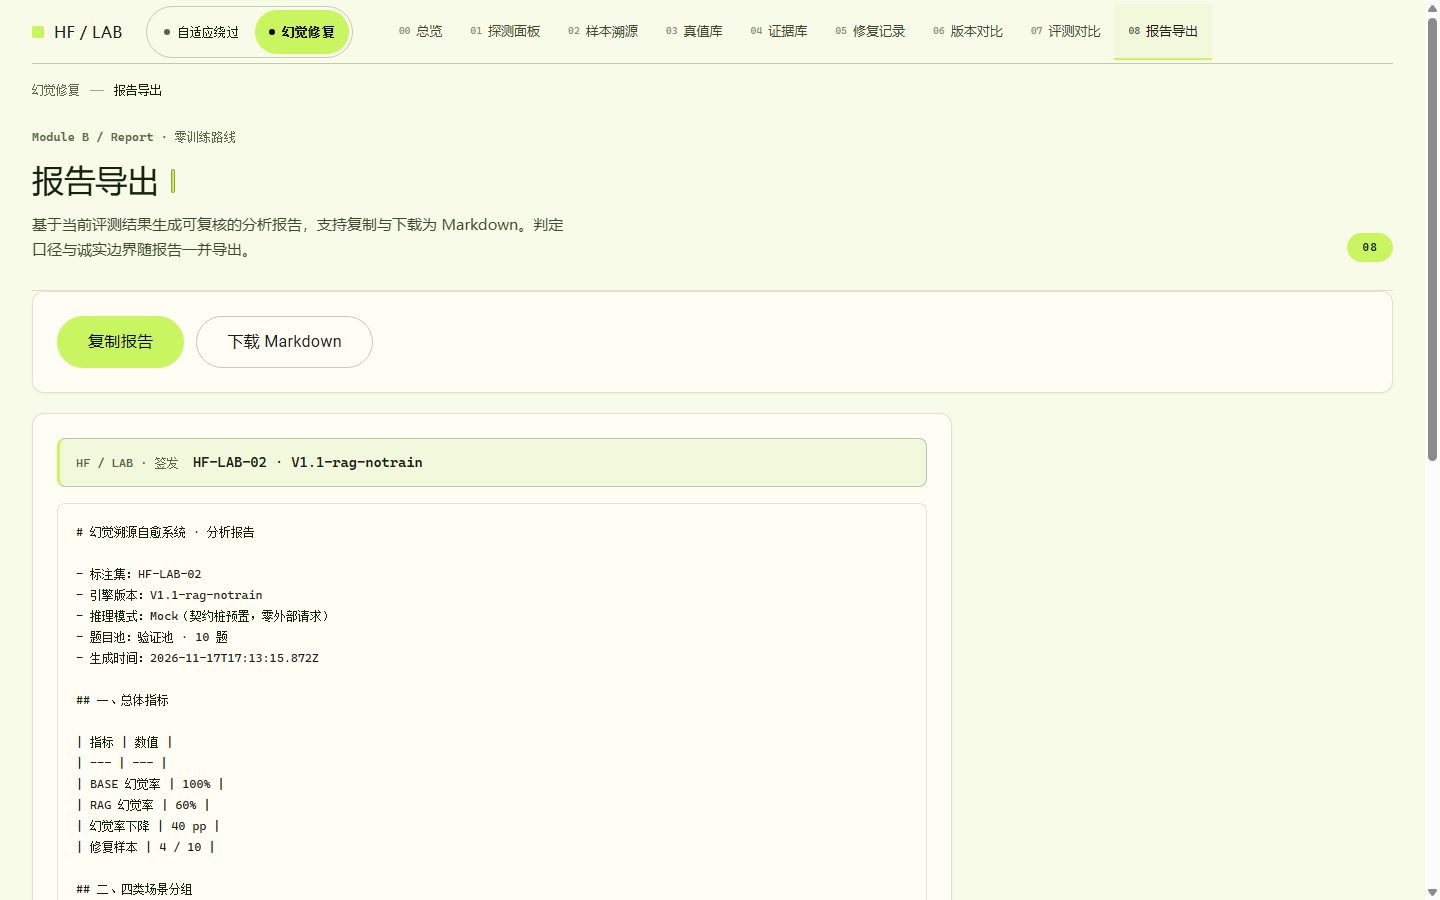 HF / LAB
自适应绕过
幻觉修复
00 总览
01 探测面板
02 样本溯源
03 真值库
04 证据库
05 修复记录
06 版本对比
07 评测对比
08 报告导出
幻觉修复 — 报告导出
Module B / Report · 零训练路线
报告导出
基于当前评测结果生成可复核的分析报告，支持复制与下载为 Markdown。判定
口径与诚实边界随报告一并导出。
08
复制报告
下载 Markdown
HF / LAB · 签发 HF-LAB-02 · V1.1-rag-notrain
# 幻觉溯源自愈系统 · 分析报告
- 标注集：HF-LAB-02
- 引擎版本：V1.1-rag-notrain
- 推理模式：Mock（契约桩预置，零外部请求）
- 题目池：验证池 · 10 题
- 生成时间：2026-11-17T17:13:15.872Z
## 一、总体指标
| 指标 | 数值 |
| --- | --- |
| BASE 幻觉率 | 100% |
| RAG 幻觉率 | 60% |
| 幻觉率下降 | 40 pp |
| 修复样本 | 4 / 10 |
## 二、四类场景分组